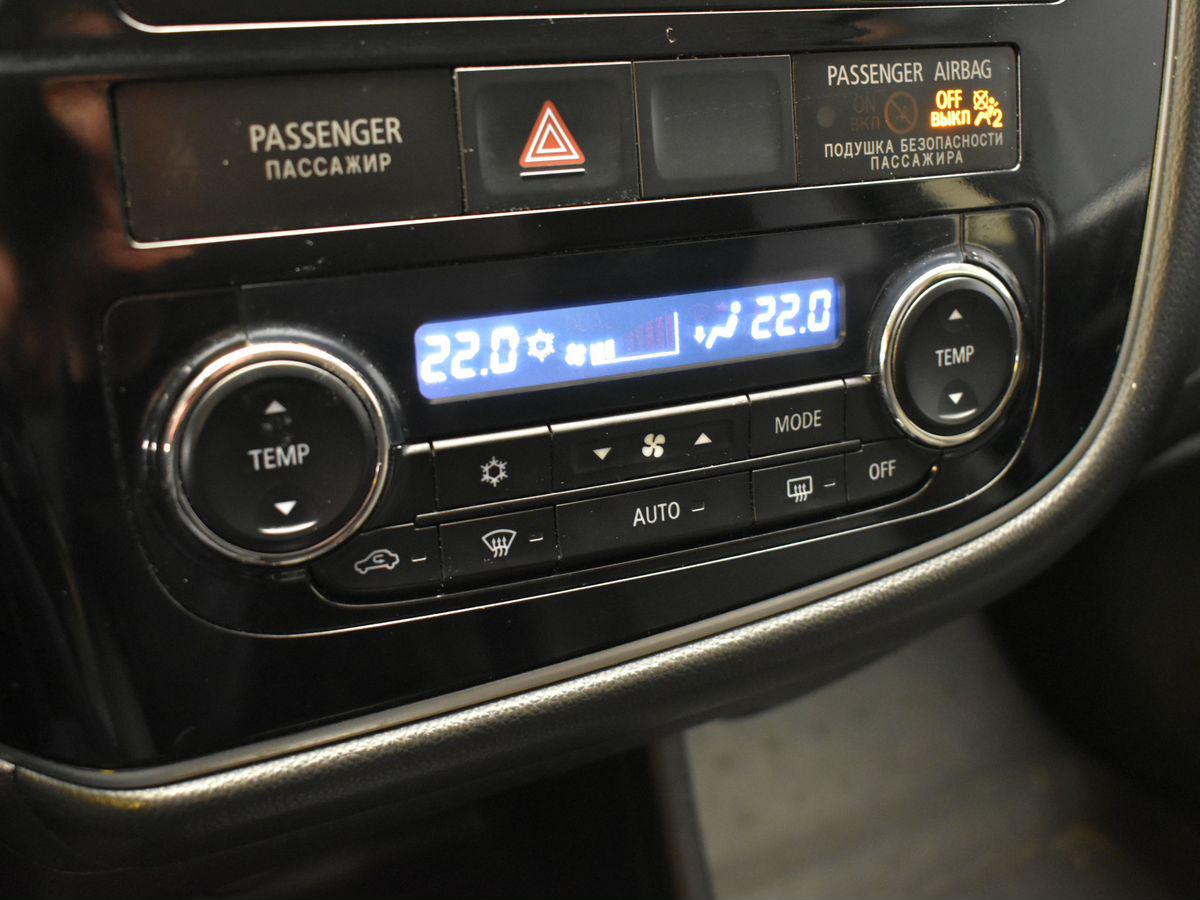 PASSENGER
ПАССАЖИР
PASSENGER AIRBAG
ON OFF
ВКЛ ВЫКЛ 2
ПОДУШКА БЕЗОПАСНОСТИ
ПАССАЖИРА
22.0 22.0
TEMP
TEMP
MODE
AUTO
OFF